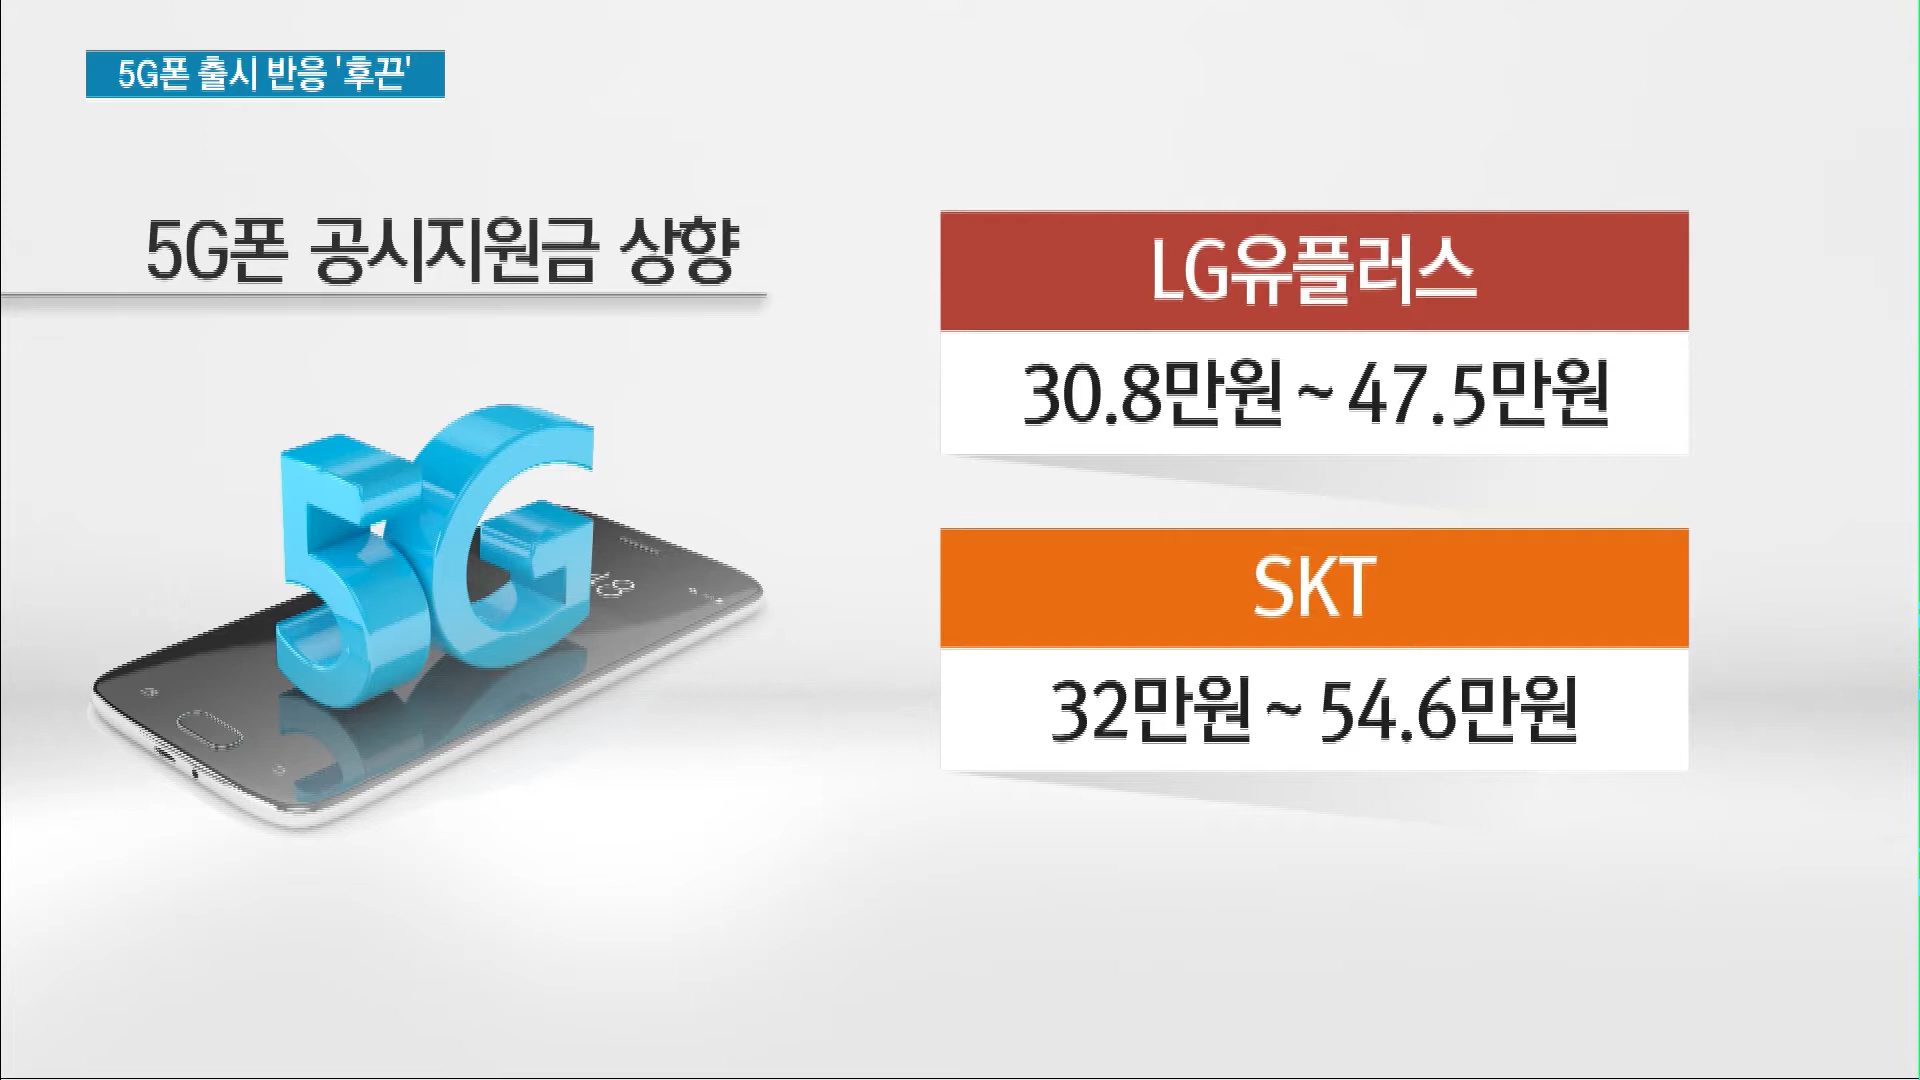 5G폰 출시 반응 '후끈'
5G폰 공시지원금 상향
LG유플러스
30.8만원 ~ 47.5만원
SKT
32만원 ~ 54.6만원
5G